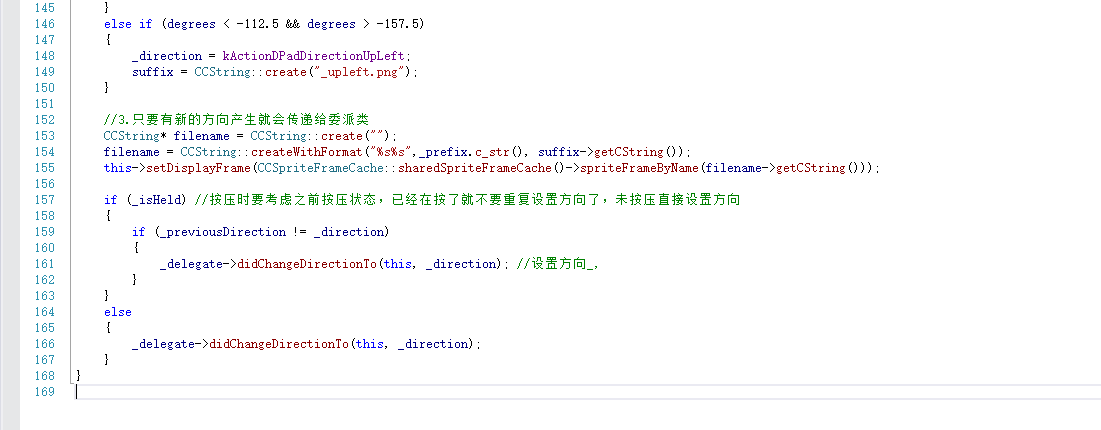 145 }
146 else if (degrees < -112.5 && degrees > -157.5)
147 {
148 _direction = kActionDPadDirectionUpLeft;
149 suffix = CCString::create("_upleft.png");
150 }
151
152 //3.只要有新的方向产生就会传递给委派类
153 CCString* filename = CCString::create("");
154 filename = CCString::createWithFormat("%s%s",_prefix.c_str(), suffix->getCString());
155 this->setDisplayFrame(CCSpriteFrameCache::sharedSpriteFrameCache()->spriteFrameByName(filename->getCString()));
156
157 if (_isHeld) //按压时要考虑之前按压状态，已经在按了就不要重复设置方向了，未按压直接设置方向
158 {
159 if (_previousDirection != _direction)
160 {
161 _delegate->didChangeDirectionTo(this, _direction); //设置方向_,
162 }
163 }
164 else
165 {
166 _delegate->didChangeDirectionTo(this, _direction);
167 }
168 }
169